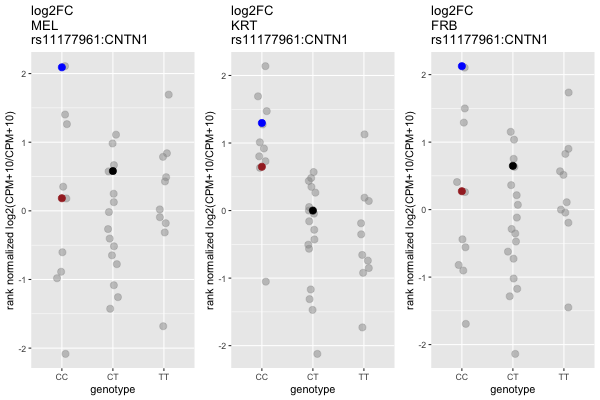 log2FC
MEL
rs11177961:CNTN1
rank normalized log2(CPM+10/CPM+10)
2
1
0
-1
-2
CC
CT
TT
genotype
log2FC
KRT
rs11177961:CNTN1
rank normalized log2(CPM+10/CPM+10)
2
1
0
-1
-2
CC
CT
TT
genotype
log2FC
FRB
rs11177961:CNTN1
rank normalized log2(CPM+10/CPM+10)
2
1
0
-1
-2
CC
CT
TT
genotype